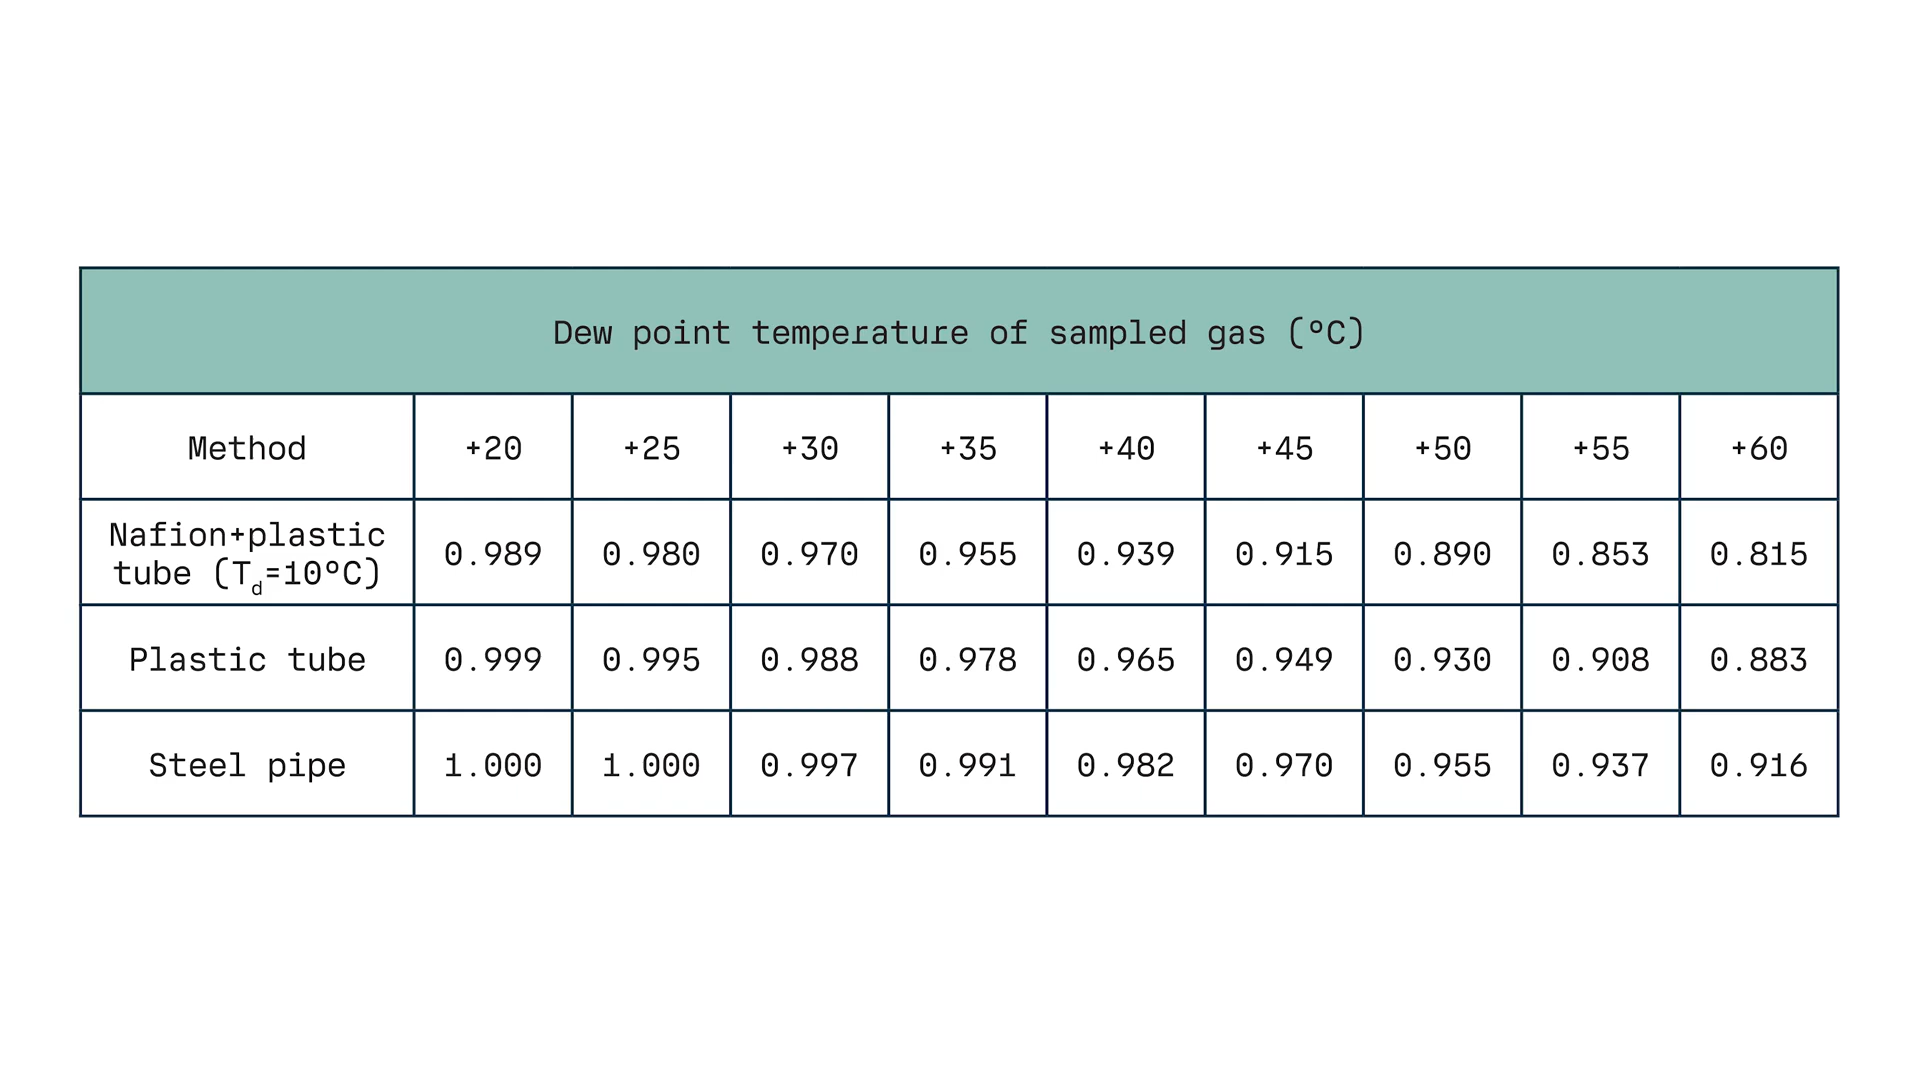 Dew point temperature of sampled gas (ºC)
Method +20 +25 +30 +35 +40 +45 +50 +55 +60
Nafion+plastic
tube (Td=10ºC) 0.989 0.980 0.970 0.955 0.939 0.915 0.890 0.853 0.815
Plastic tube 0.999 0.995 0.988 0.978 0.965 0.949 0.930 0.908 0.883
Steel pipe 1.000 1.000 0.997 0.991 0.982 0.970 0.955 0.937 0.916